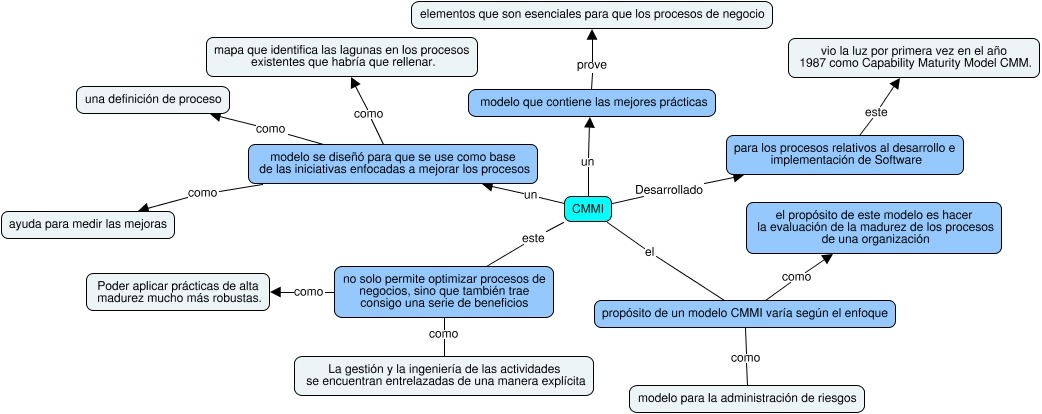 elementos que son esenciales para que los procesos de negocio
mapa que identifica las lagunas en los procesos
existentes que habría que rellenar.
vio la luz por primera vez en el año
1987 como Capability Maturity Model CMM.
prove
una definición de proceso
modelo que contiene las mejores prácticas
como
este
como
modelo se diseñó para que se use como base
de las iniciativas enfocadas a mejorar los procesos
para los procesos relativos al desarrollo e
implementación de Software
un
como
un
Desarrollado
ayuda para medir las mejoras
CMMI
el propósito de este modelo es hacer
la evaluación de la madurez de los procesos
de una organización
este
el
no solo permite optimizar procesos de
negocios, sino que también trae
consigo una serie de beneficios
como
Poder aplicar prácticas de alta
madurez mucho más robustas.
como
propósito de un modelo CMMI varía según el enfoque
como
como
La gestión y la ingeniería de las actividades
se encuentran entrelazadas de una manera explícita
modelo para la administración de riesgos